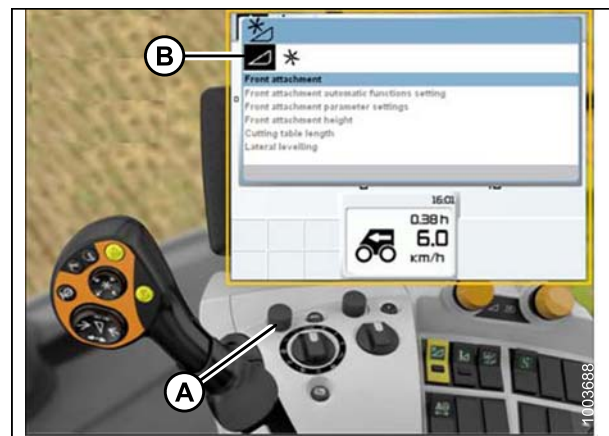 B
Front attachment
Front attachment automatic functions setting
Front attachment parameter settings
Front attachment height
Cutting table length
Lateral levelling
16:01
0.38 h
6.0
km/h
A
1003688